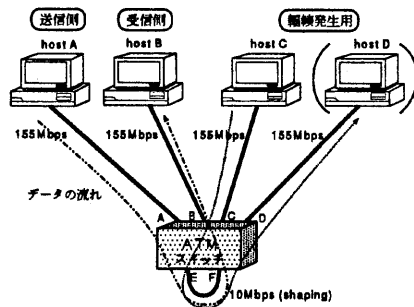 送信側 受信側 輻輳発生用
host A host B host C host D
155Mbps 155Mbps 155Mbps 155Mbps
データの流れ
A B C D
ATM
スイッチ
E F
10Mbps (shaping)